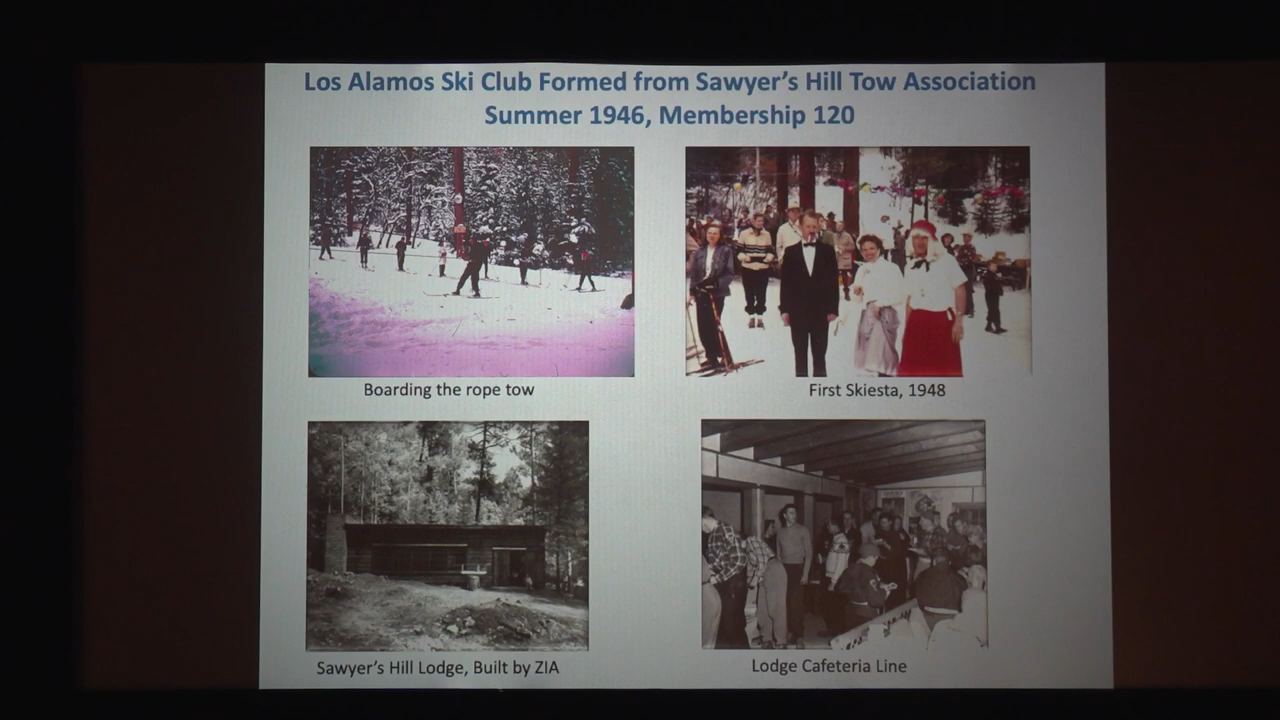 Los Alamos Ski Club Formed from Sawyer's Hill Tow Association
Summer 1946, Membership 120
Boarding the rope tow
First Skiesta, 1948
Sawyer's Hill Lodge, Built by ZIA
Lodge Cafeteria Line